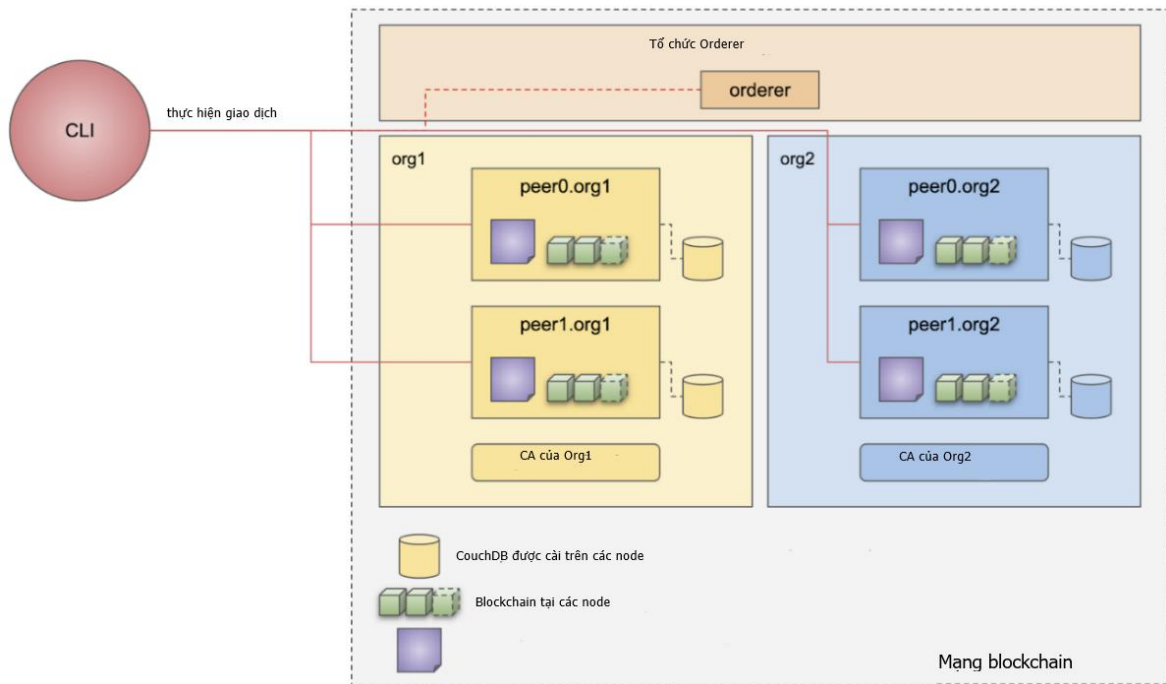 Tổ chức Orderer
orderer
thực hiện giao dịch
CLI
org1
org2
peer0.org1
peer0.org2
peer1.org1
peer1.org2
CA của Org1
CA của Org2
CouchDB được cài trên các node
Blockchain tại các node
Mạng blockchain